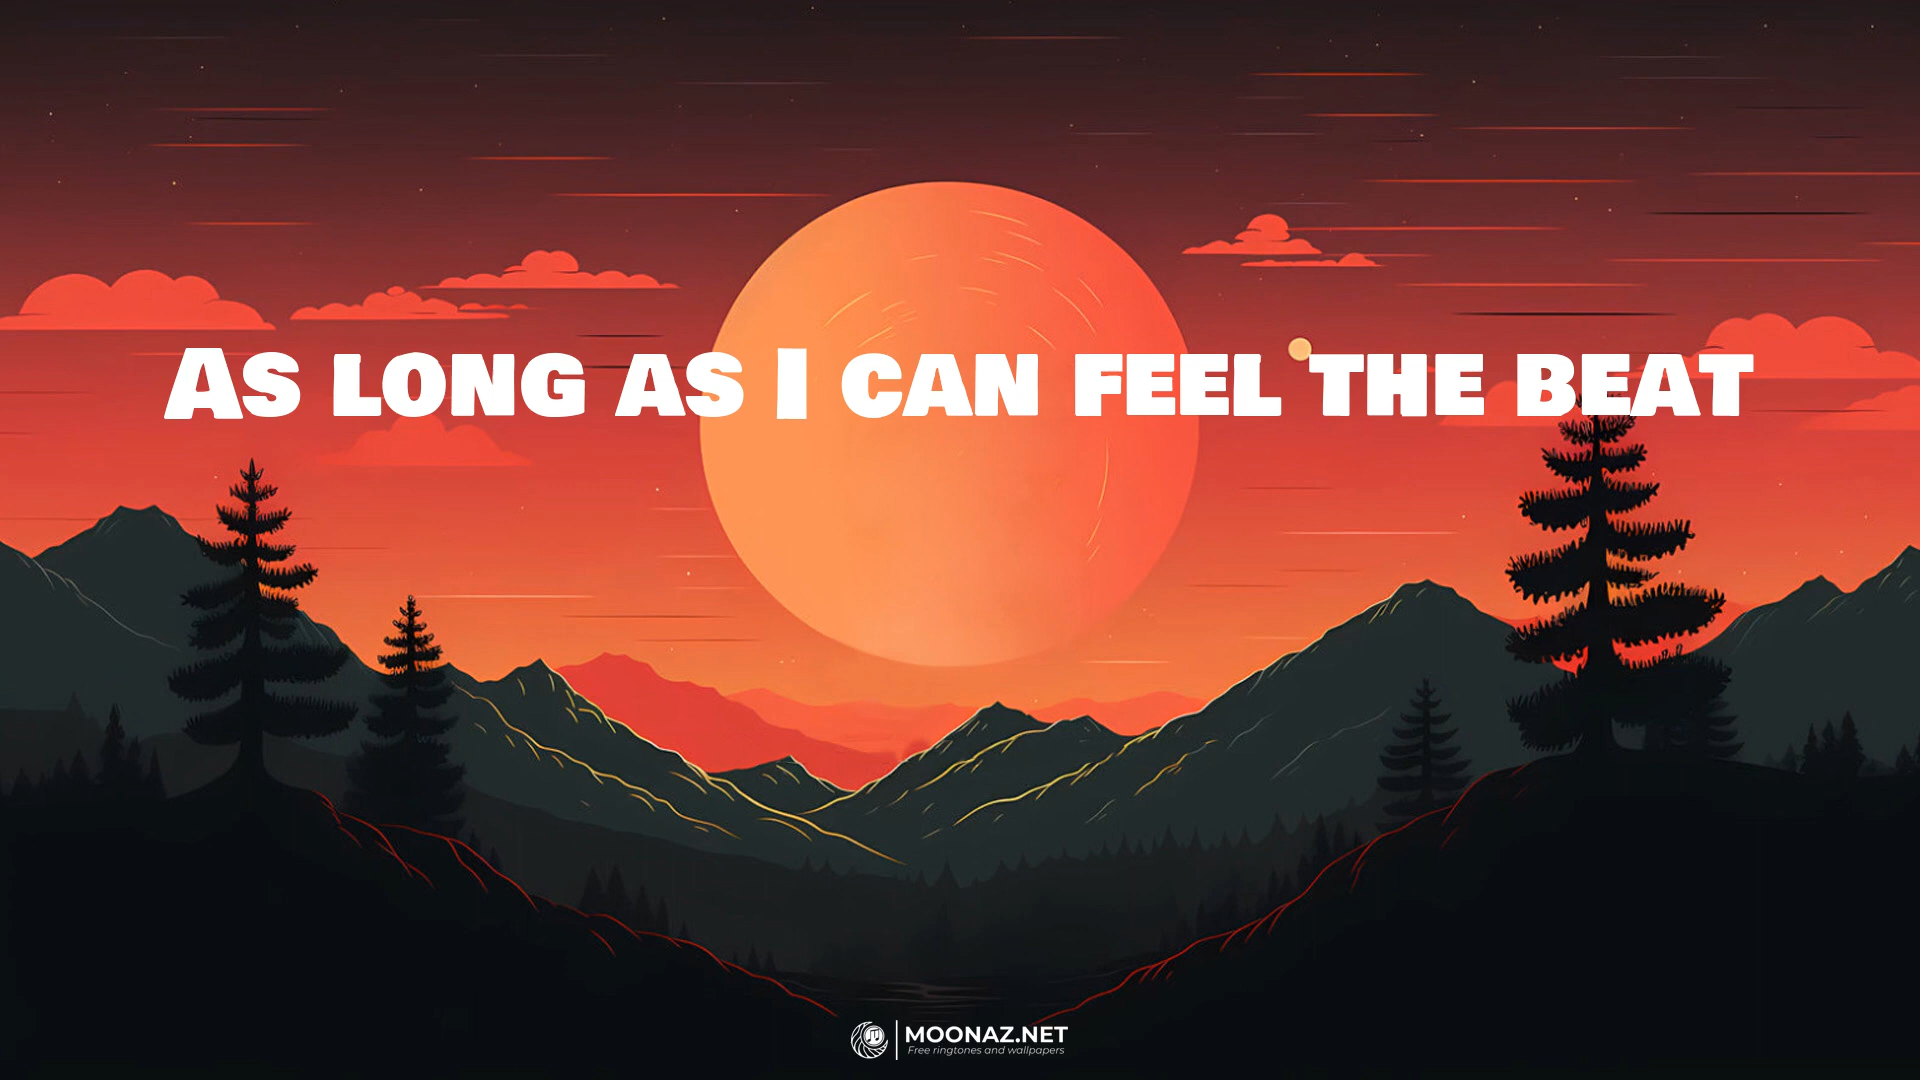 As long as I can feel the beat
MOONAZ.NET
Free ringtones and wallpapers